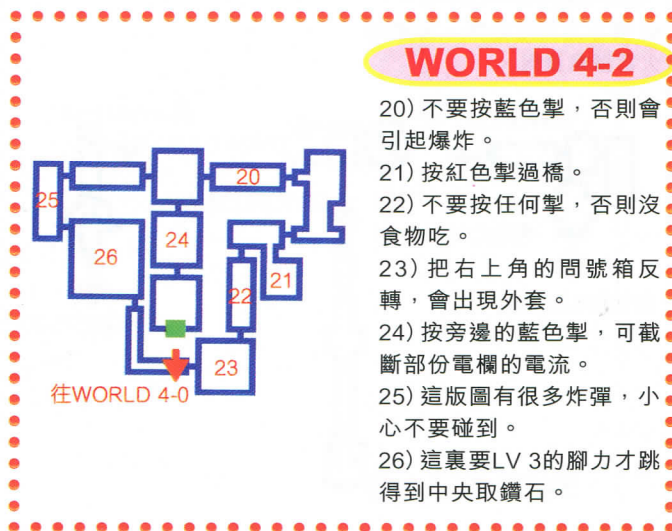 WORLD 4-2
20) 不要按藍色掣，否則會
引起爆炸。
21) 按紅色掣過橋。
22) 不要按任何掣，否則沒
食物吃。
23) 把右上角的問號箱反
轉，會出現外套。
24) 按旁邊的藍色掣，可截
斷部份電欄的電流。
25) 這版圖有很多炸彈，小
心不要碰到。
26) 這裏要LV 3的腳力才跳
得到中央取鑽石。
20
25
24
26
21
22
23
往WORLD 4-0